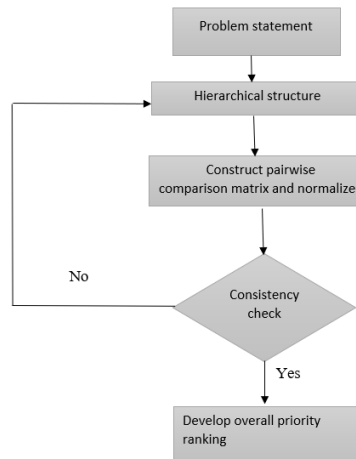 Problem statement
Hierarchical structure
Construct pairwise
comparison matrix and normalize
Consistency
check
No
Yes
Develop overall priority
ranking